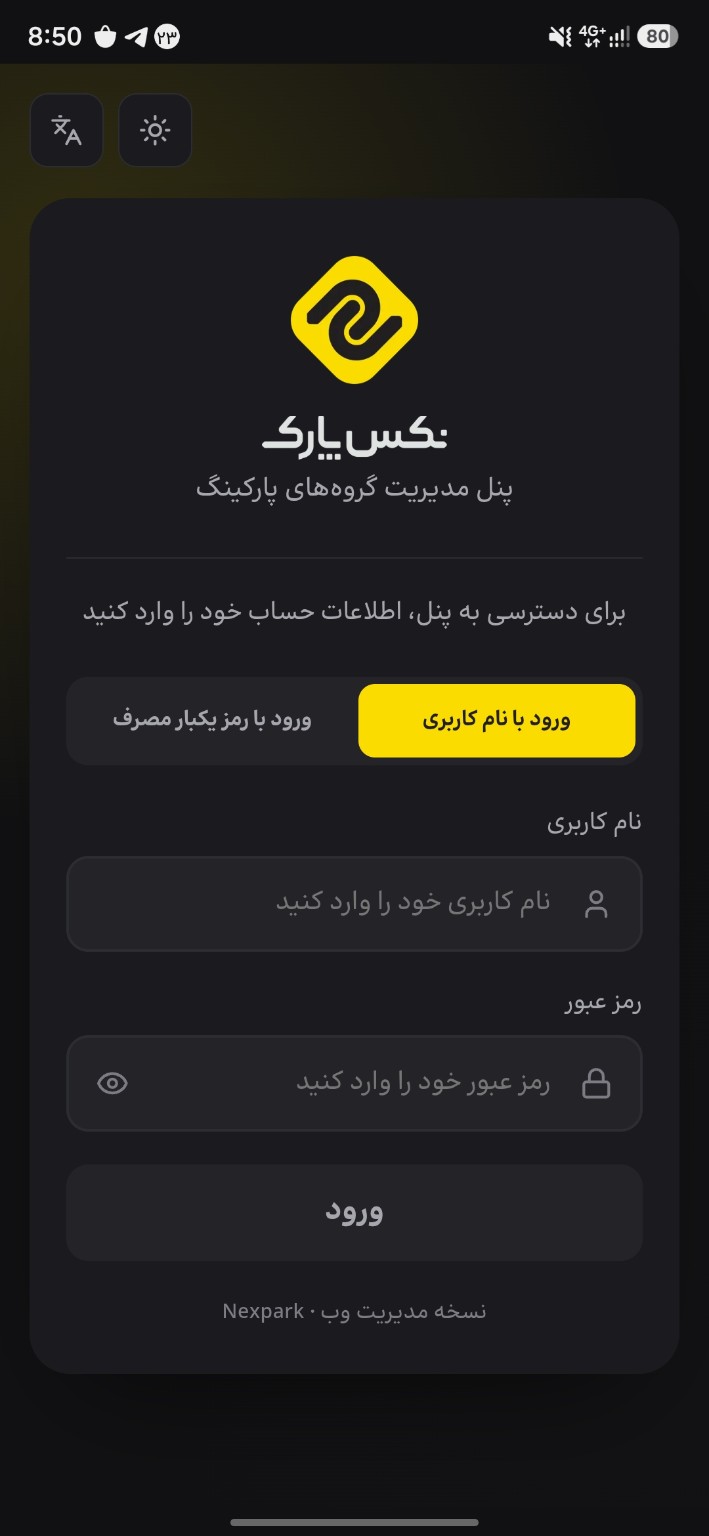 8:50
۲۳
4G+
80
نکس پارک
پنل مدیریت گروه‌های پارکینگ
برای دسترسی به پنل، اطلاعات حساب خود را وارد کنید
ورود با نام کاربری
ورود با رمز یکبار مصرف
نام کاربری
نام کاربری خود را وارد کنید
رمز عبور
رمز عبور خود را وارد کنید
ورود
نسخه مدیریت وب · Nexpark